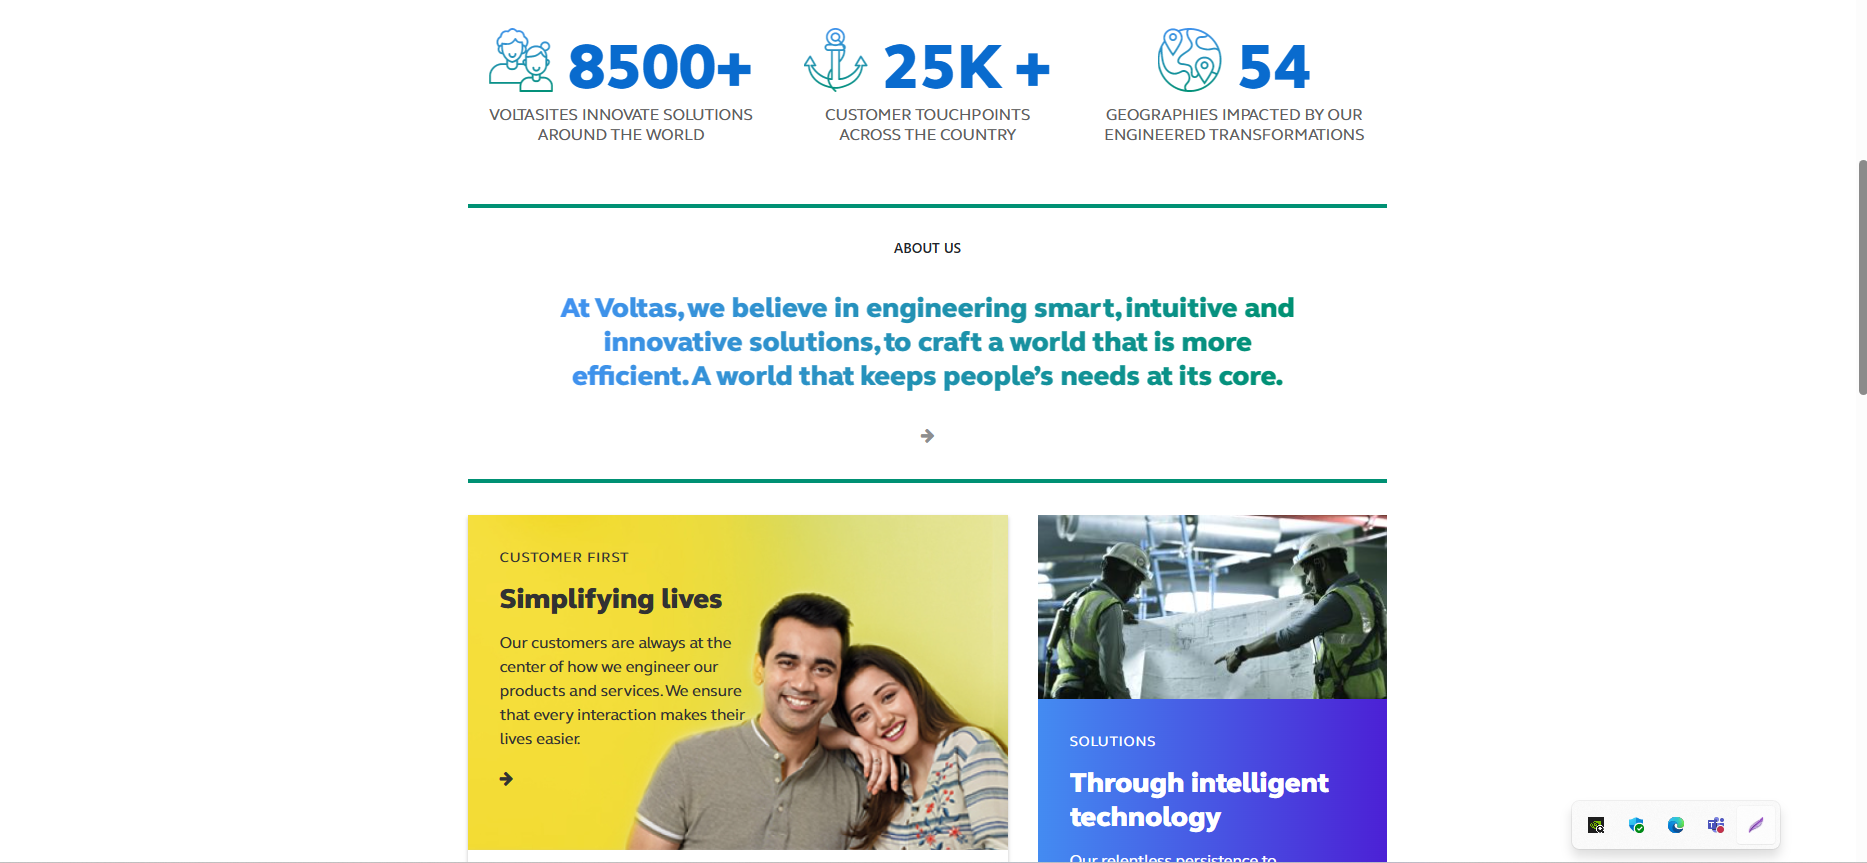 8500+
VOLTASITES INNOVATE SOLUTIONS
AROUND THE WORLD
25K +
CUSTOMER TOUCHPOINTS
ACROSS THE COUNTRY
54
GEOGRAPHIES IMPACTED BY OUR
ENGINEERED TRANSFORMATIONS
ABOUT US
At Voltas, we believe in engineering smart, intuitive and
innovative solutions, to craft a world that is more
efficient. A world that keeps people’s needs at its core.
CUSTOMER FIRST
Simplifying lives
Our customers are always at the
center of how we engineer our
products and services. We ensure
that every interaction makes their
lives easier.
SOLUTIONS
Through intelligent
technology
Our relentless persistence to